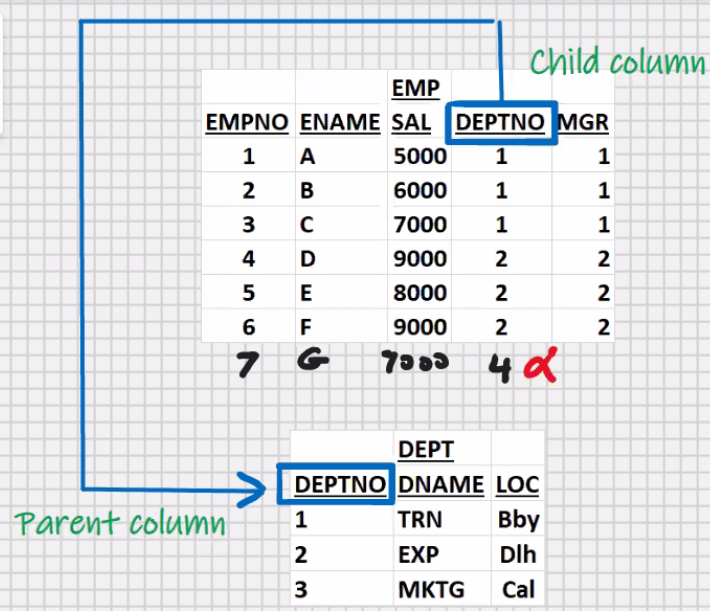 Child column
EMP
EMPNO ENAME SAL DEPTNO MGR
1 A 5000 1 1
2 B 6000 1 1
3 C 7000 1 1
4 D 9000 2 2
5 E 8000 2 2
6 F 9000 2 2
7 G 7000 4
DEPT
DEPTNO DNAME LOC
Parent column
1 TRN Bby
2 EXP Dlh
3 MKTG Cal